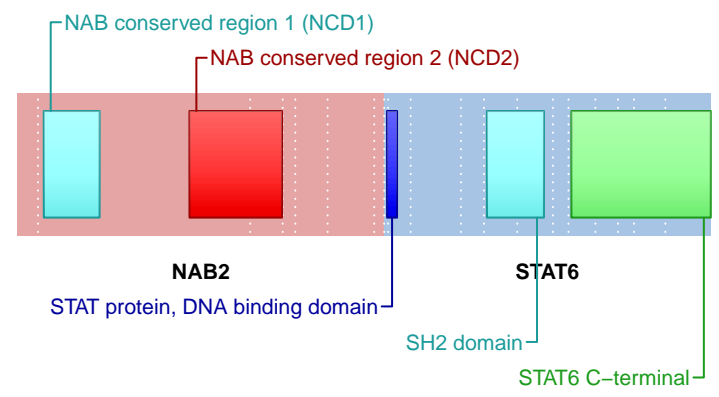 NAB conserved region 1 (NCD1)
NAB conserved region 2 (NCD2)
NAB2
STAT6
STAT protein, DNA binding domain
SH2 domain
STAT6 C−terminal